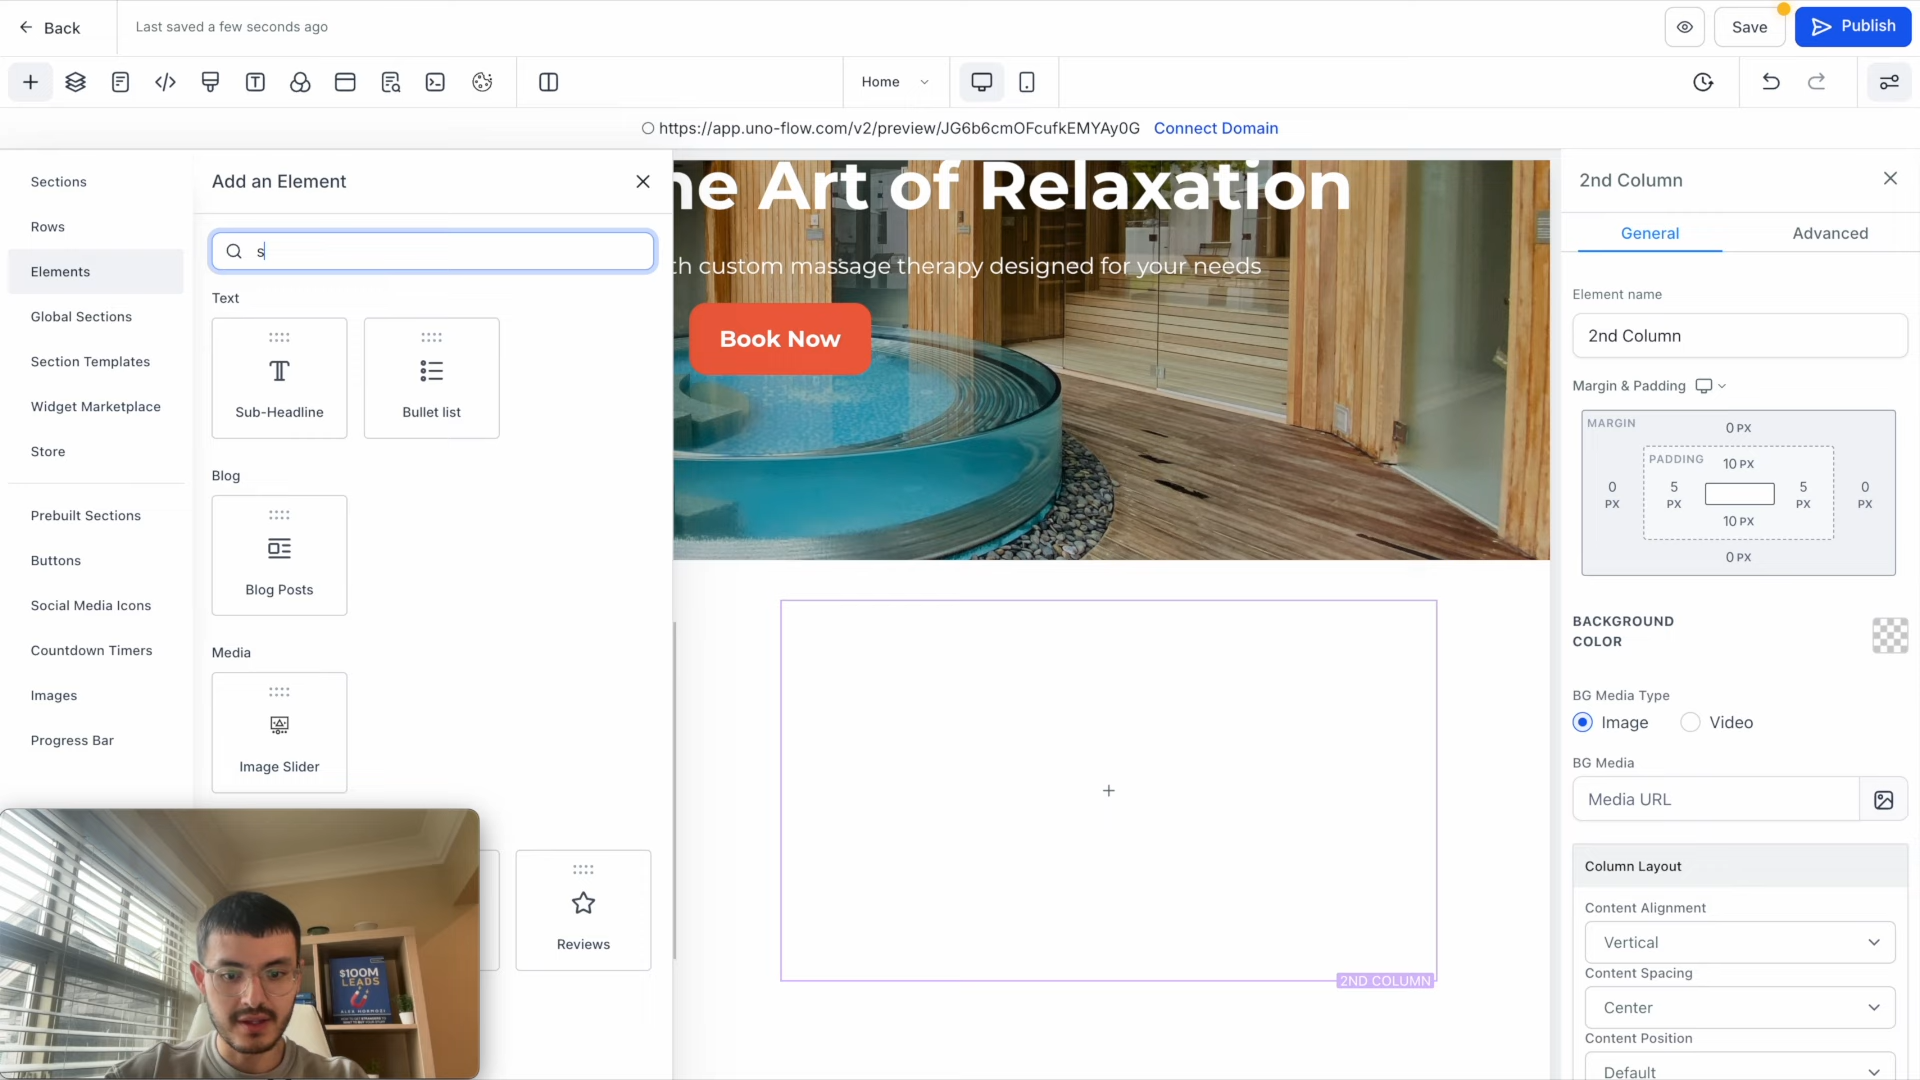 Back
Last saved a few seconds ago
Save
Publish
Home
https://app.uno-flow.com/v2/preview/JG6b6cmOFcufkEMYAy0G Connect Domain
Sections
Rows
Elements
Global Sections
Section Templates
Widget Marketplace
Store
Prebuilt Sections
Buttons
Social Media Icons
Countdown Timers
Images
Progress Bar
Add an Element
s
Text
Sub-Headline
Bullet list
Blog
Blog Posts
Media
Image Slider
Reviews
$100M
LEADS
ALEX HORMOZI
Art of Relaxation
custom massage therapy designed for your needs
Book Now
2ND COLUMN
2nd Column
General
Advanced
Element name
2nd Column
Margin & Padding
MARGIN
0 PX
PADDING
10 PX
0
PX
5
PX
5
PX
0
PX
10 PX
0 PX
BACKGROUND
COLOR
BG Media Type
Image
Video
BG Media
Media URL
Column Layout
Content Alignment
Vertical
Content Spacing
Center
Content Position
Default